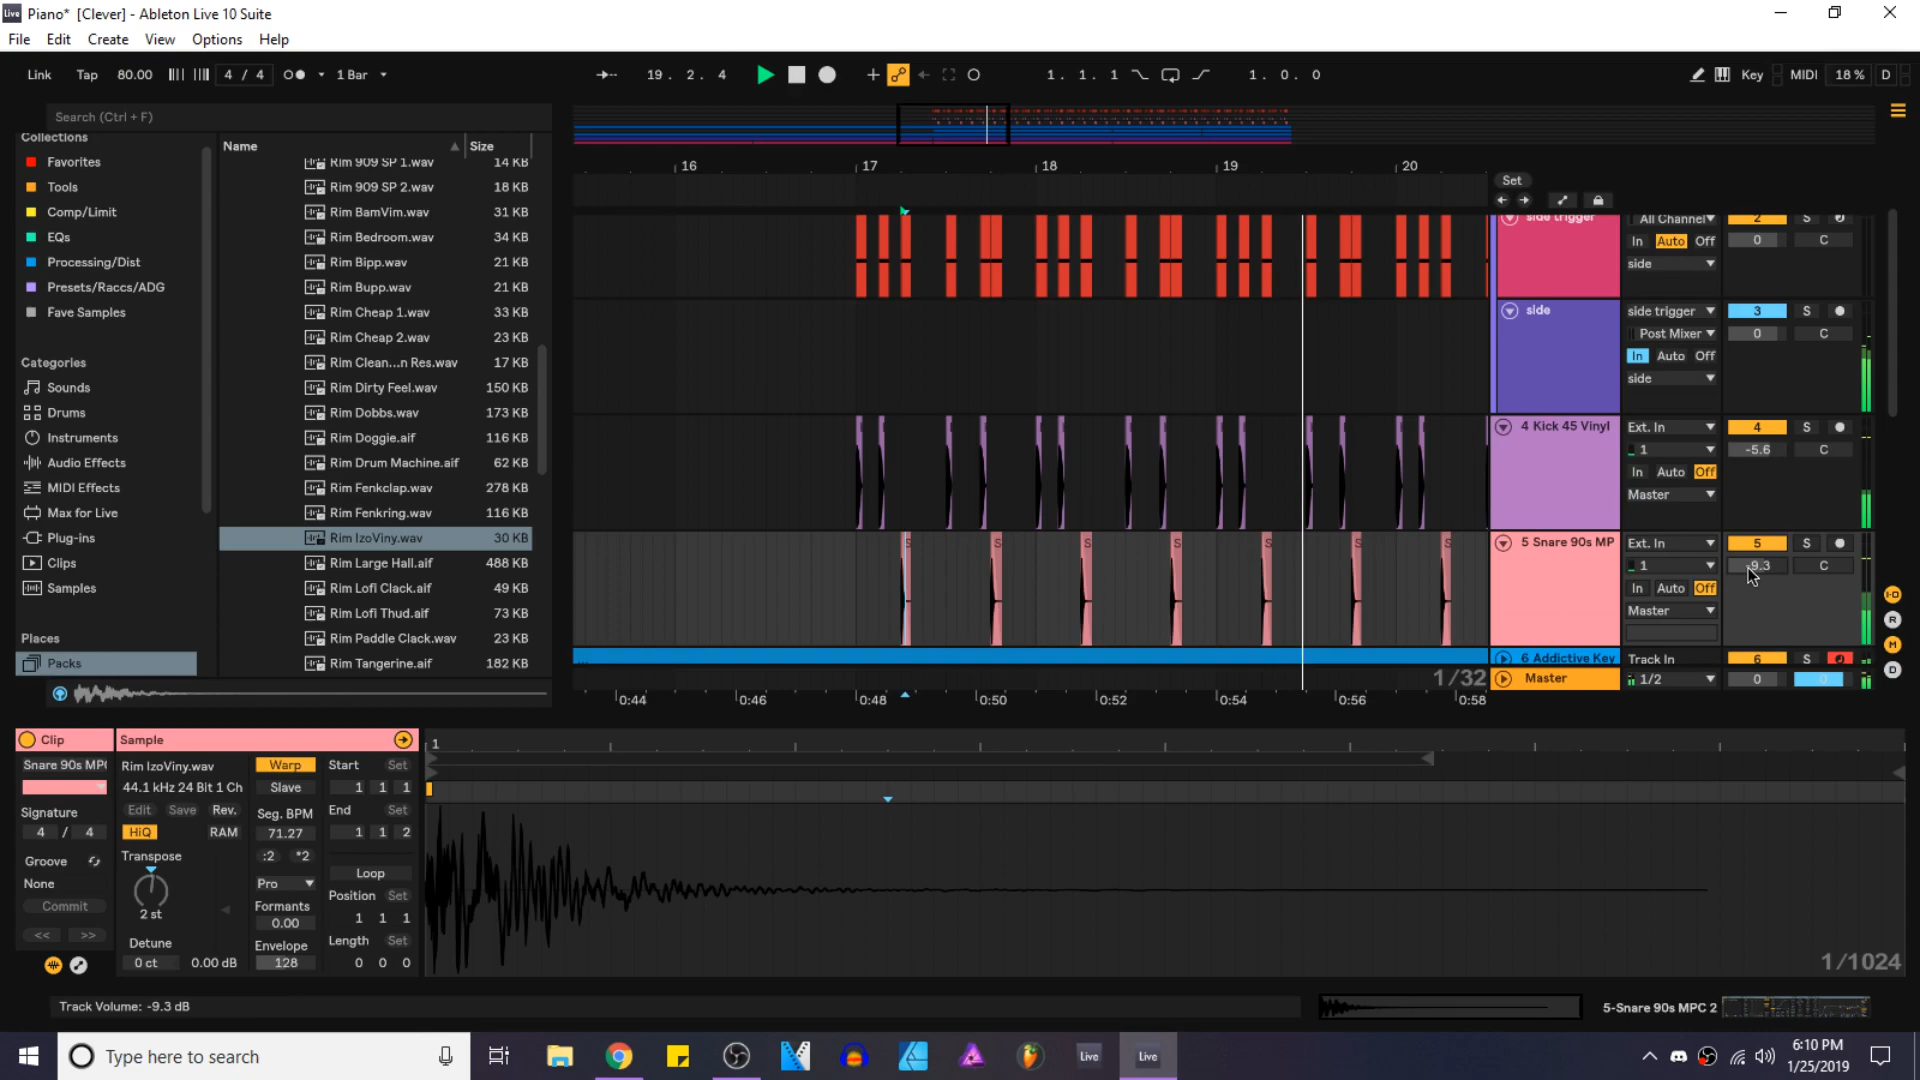 Live Piano* [Clever] - Ableton Live 10 Suite
File Edit Create View Options Help
Link Tap 80.00 4 / 4 1 Bar 19. 2. 4 1. 1. 1 1. 0. 0 Key MIDI 18 % D
Search (Ctrl + F)
Collections
Favorites
Tools
Comp/Limit
EQs
Processing/Dist
Presets/Raccs/ADG
Fave Samples
Categories
Sounds
Drums
Instruments
Audio Effects
MIDI Effects
Max for Live
Plug-ins
Clips
Samples
Places
Packs
Name Size
Rim 909 SP 1.wav 14 KB
Rim 909 SP 2.wav 18 KB
Rim BamVim.wav 31 KB
Rim Bedroom.wav 34 KB
Rim Bipp.wav 21 KB
Rim Bupp.wav 21 KB
Rim Cheap 1.wav 33 KB
Rim Cheap 2.wav 23 KB
Rim Clean...n Res.wav 17 KB
Rim Dirty Feel.wav 150 KB
Rim Dobbs.wav 173 KB
Rim Doggie.aif 116 KB
Rim Drum Machine.aif 62 KB
Rim Fenkclap.wav 278 KB
Rim Fenkring.wav 116 KB
Rim IzoViny.wav 30 KB
Rim Large Hall.aif 488 KB
Rim Lofi Clack.aif 49 KB
Rim Lofi Thud.aif 73 KB
Rim Paddle Clack.wav 23 KB
Rim Tangerine.aif 182 KB
16 17 18 19 20
Set
side trigger All Channel 2 S
In Auto Off 0 C
side
side side trigger 3 S
Post Mixer 0 C
In Auto Off
side
4 Kick 45 Vinyl Ext. In 4 S
1 -5.6 C
In Auto Off
Master
S S S S S S S
5 Snare 90s MP Ext. In 5 S
1 -9.3 C
In Auto Off
Master
... 6 Addictive Key Track In 6 S
1/32 Master 1/2 0 0
I-O
R
M
D
0:44 0:46 0:48 0:50 0:52 0:54 0:56 0:58
Clip
Snare 90s MP
Signature
4 / 4
Groove
None
Commit
<< >>
Sample
Rim IzoViny.wav
44.1 kHz 24 Bit 1 Ch
Edit Save Rev.
HiQ RAM
Transpose
2 st
Detune
0 ct 0.00 dB
Warp
Slave
Seg. BPM
71.27
:2 *2
Pro
Formants
0.00
Envelope
128
Start Set
1 1 1
End Set
1 1 2
Loop
Position Set
1 1 1
Length Set
0 0 0
1
1/1024
Track Volume: -9.3 dB
5-Snare 90s MPC 2
Type here to search
Live
Live
6:10 PM
1/25/2019